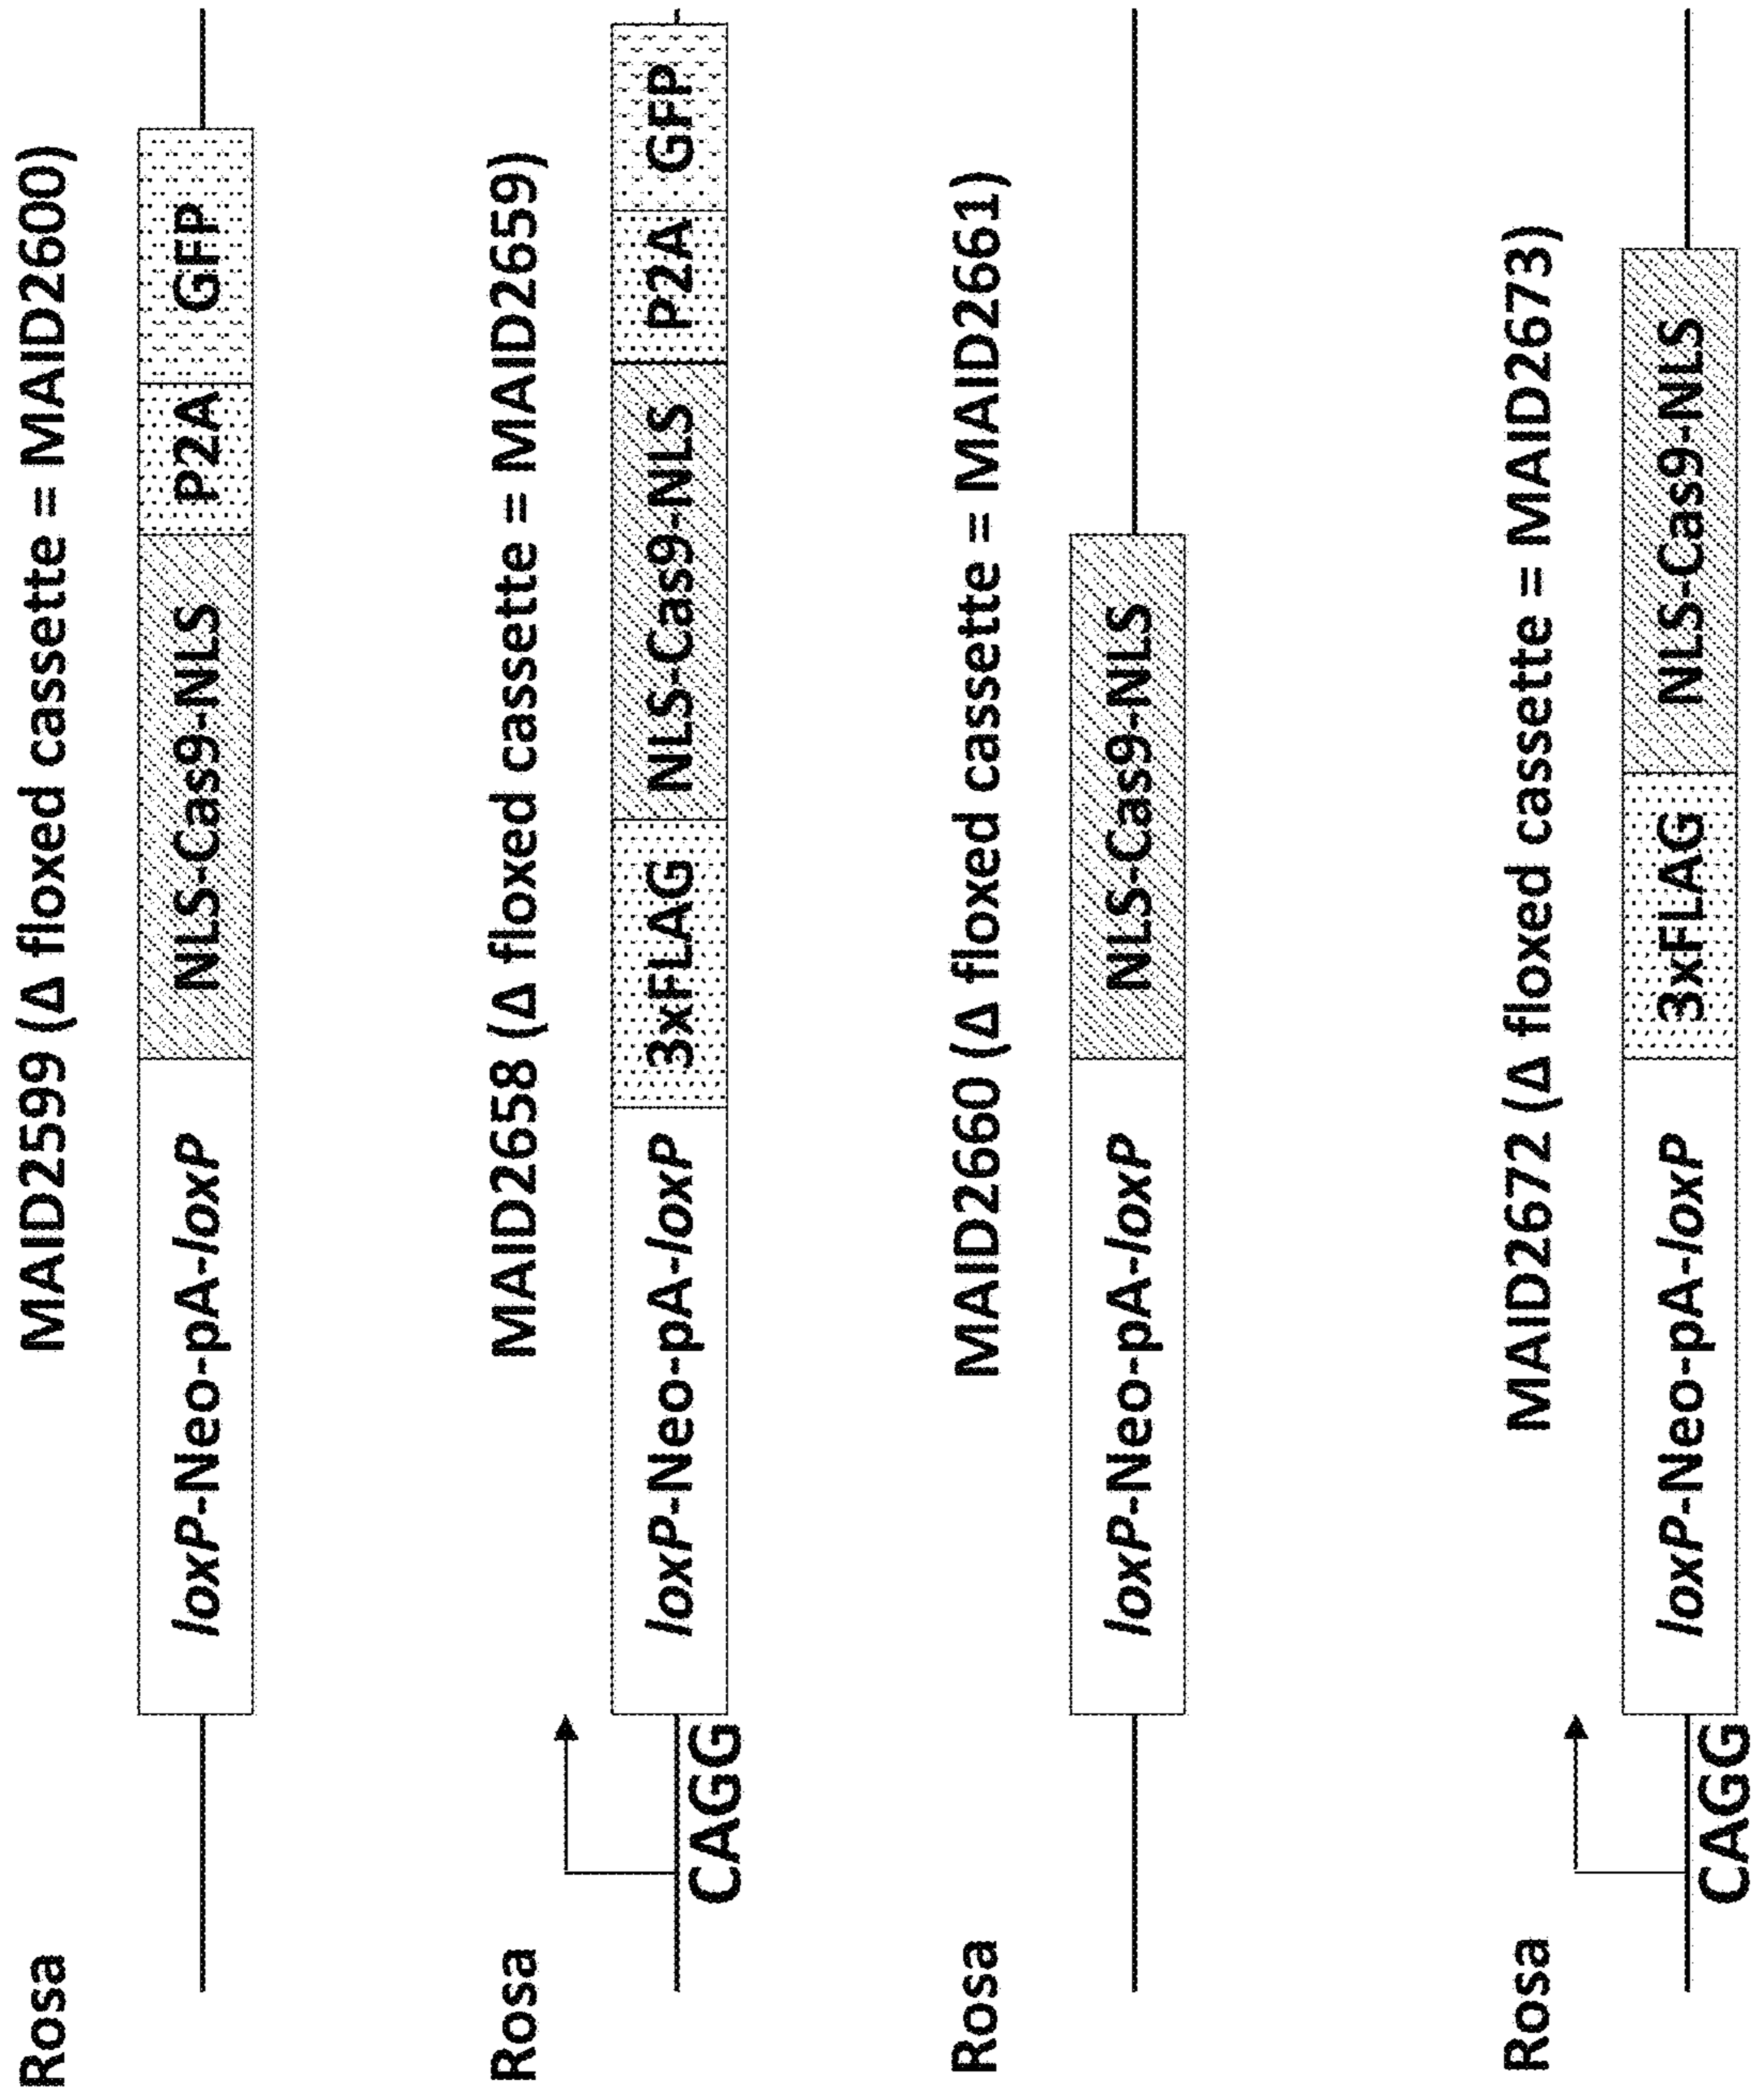 MAID2599 (Δ floxed cassette = MAID2600)
Rosa
loxP-Neo-pA-loxP NLS-Cas9-NLS P2A GFP
MAID2658 (Δ floxed cassette = MAID2659)
Rosa
loxP-Neo-pA-loxP 3xFLAG NLS-Cas9-NLS P2A GFP
CAGG
MAID2660 (Δ floxed cassette = MAID2661)
Rosa
loxP-Neo-pA-loxP NLS-Cas9-NLS
MAID2672 (Δ floxed cassette = MAID2673)
Rosa
loxP-Neo-pA-loxP 3xFLAG NLS-Cas9-NLS
CAGG